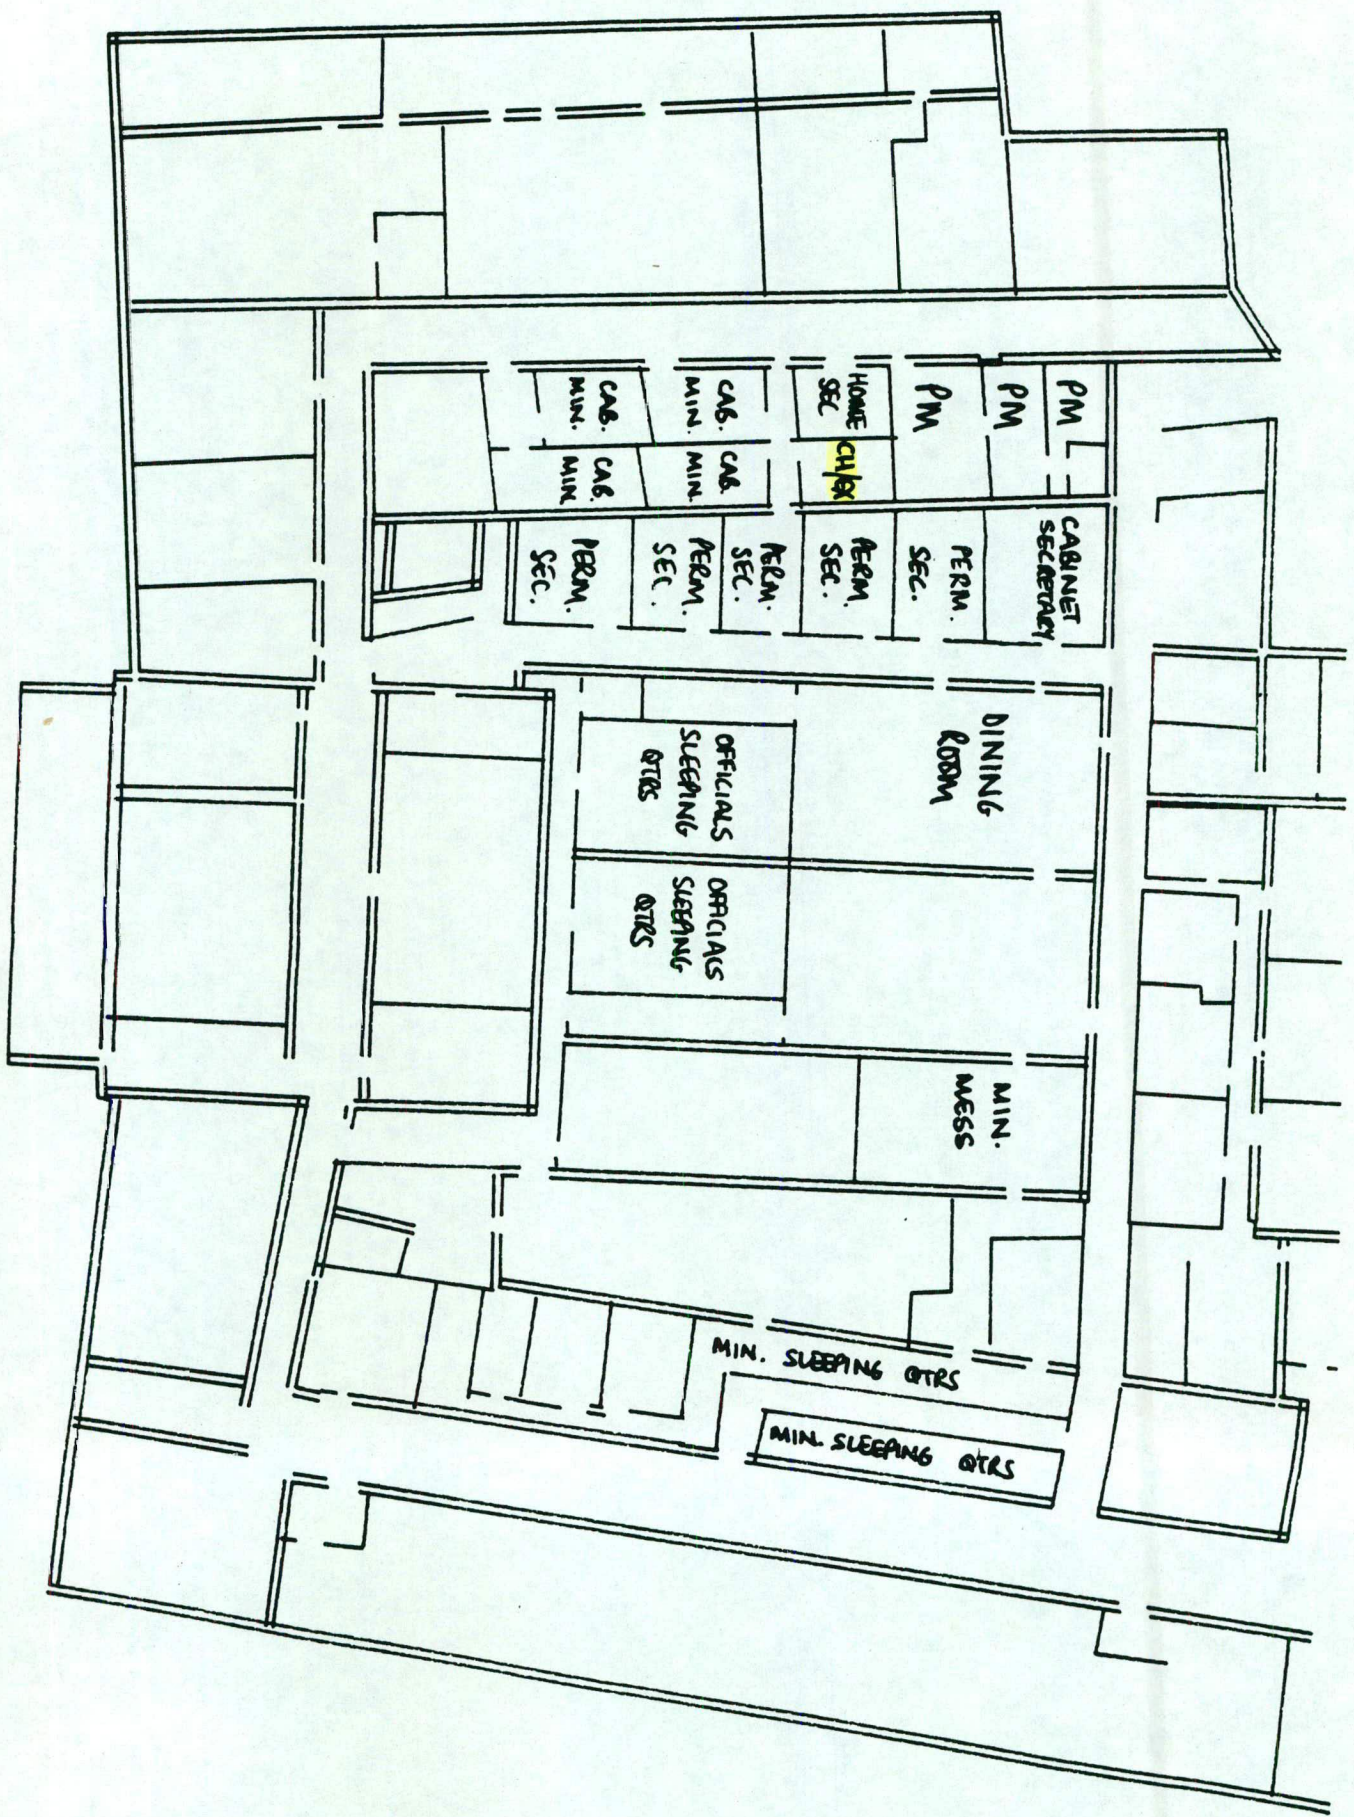 PM
PM
PM
HOME
SEC
CH/EX
CAB.
MIN.
CAB.
MIN.
CAB.
MIN.
CAB.
MIN
CABINET
SECRETARY
PERM.
SEC.
PERM.
SEC.
PERM.
SEC.
PERM.
SEC.
PERM.
SEC.
DINING
ROOM
OFFICIALS
SLEEPING
QTRS
OFFICIALS
SLEEPING
QTRS
MIN.
MESS
MIN. SLEEPING QTRS
MIN. SLEEPING QTRS